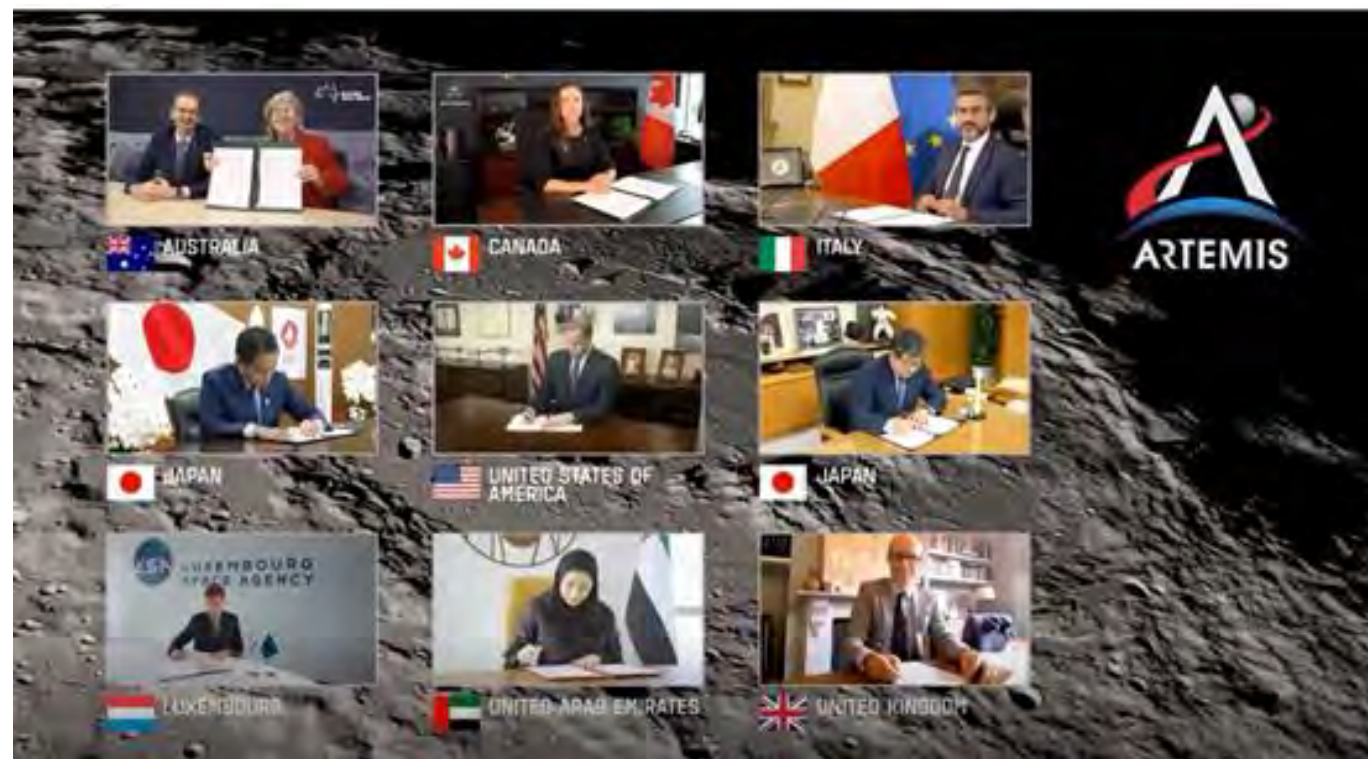 AUSTRALIA
CANADA
ITALY
ARTEMIS
JAPAN
UNITED STATES OF
AMERICA
JAPAN
LUXEMBOURG
SPACE AGENCY
LUXEMBOURG
UNITED ARAB EMIRATES
UNITED KINGDOM